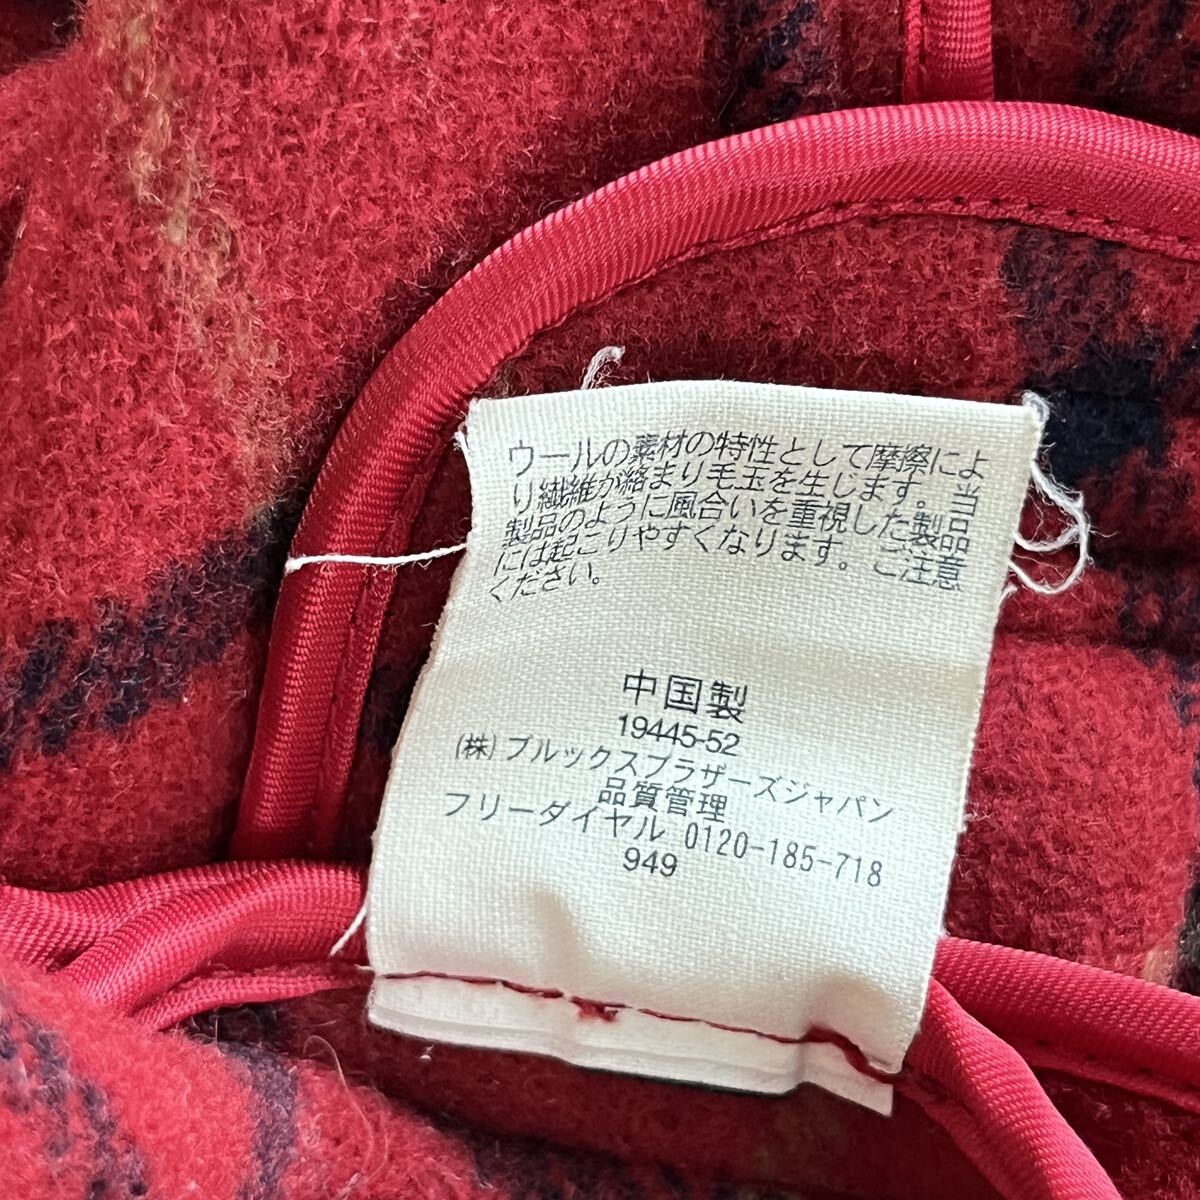 ウールの素材の特性として摩擦によ
り繊維が絡まり毛玉を生じます。当
製品のように風合いを重視した製品
には起こりやすくなります。ご注意
ください。
中国製
19445-52
(株)ブルックスブラザーズジャパン
品質管理
フリーダイヤル 0120-185-718
949